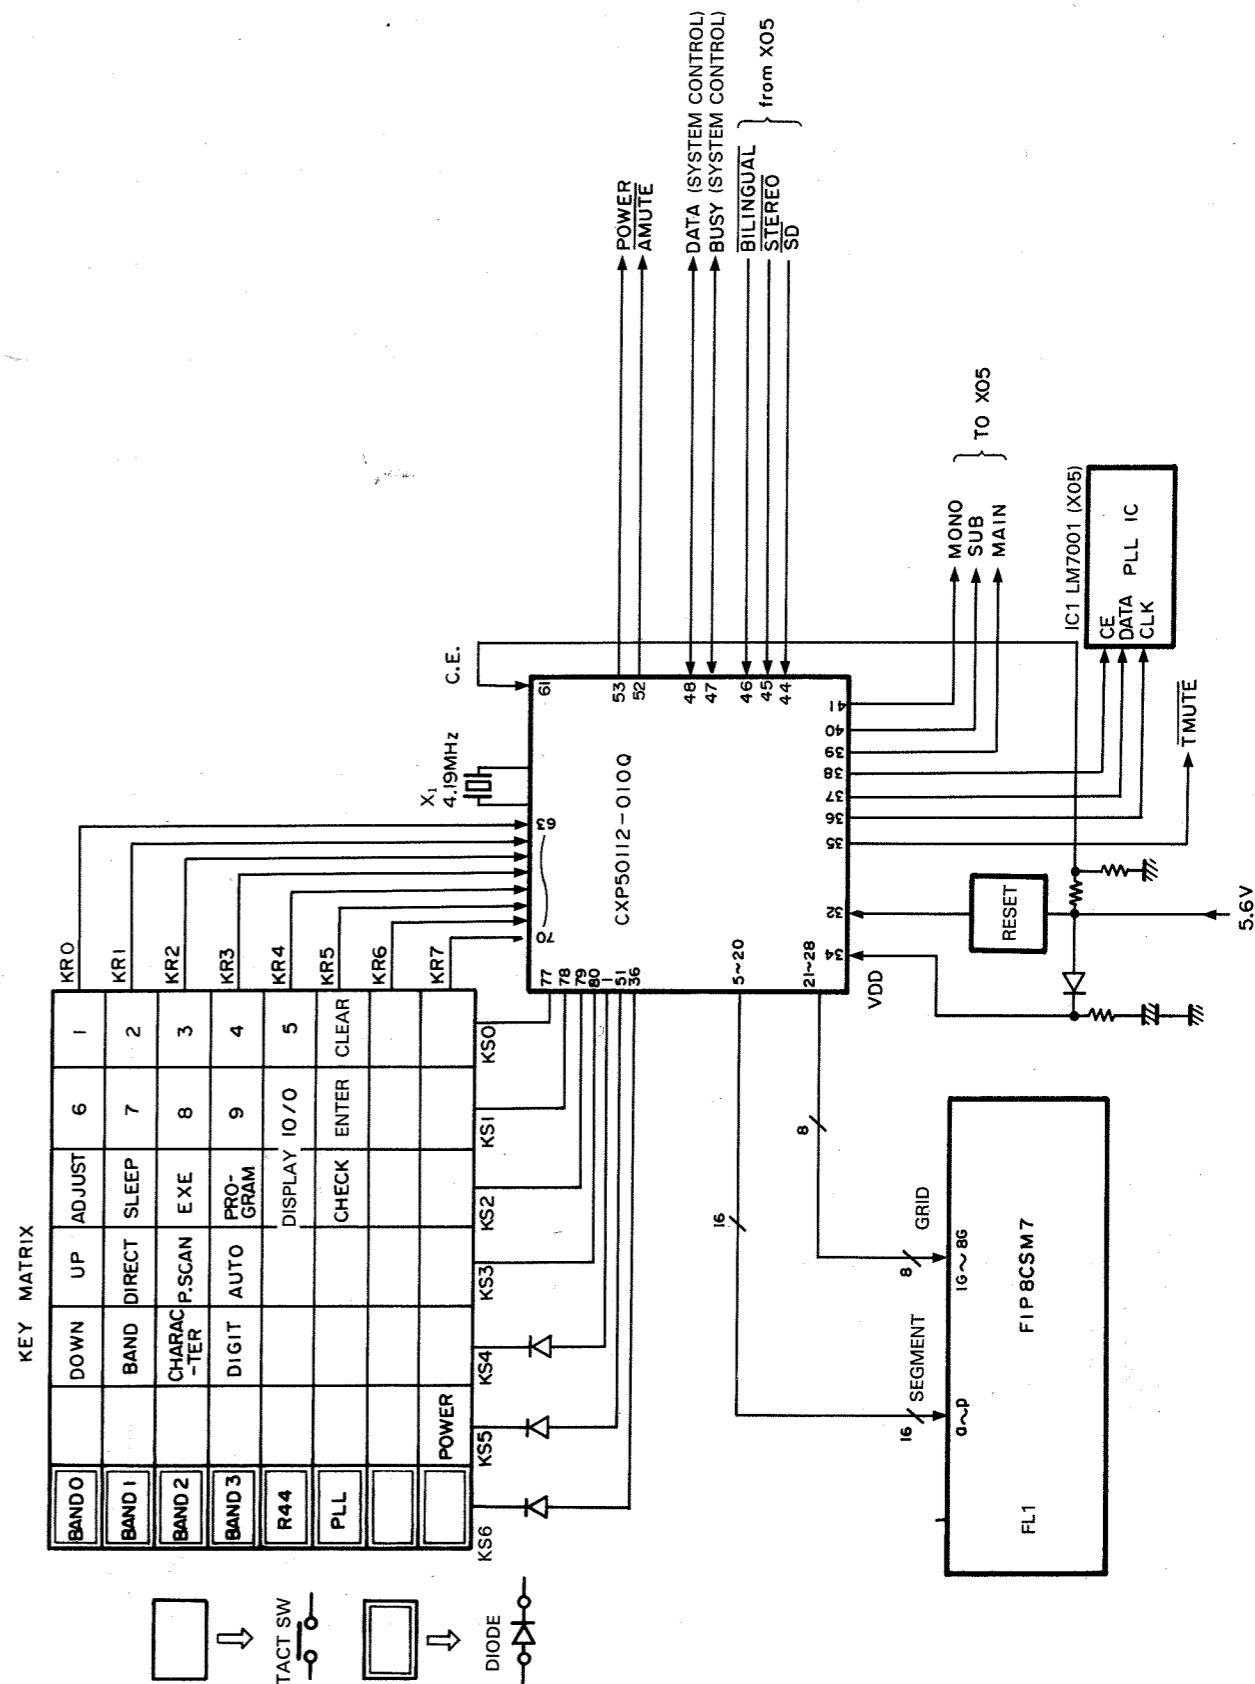 KEY MATRIX
BAND0 DOWN UP ADJUST 6 1 KR0
BAND1 BAND DIRECT SLEEP 7 2 KR1
BAND2 CHARAC-TER P.SCAN EXE 8 3 KR2
BAND3 DIGIT AUTO PRO-GRAM 9 4 KR3
R44 DISPLAY 10/0 5 KR4
PLL CHECK ENTER CLEAR KR5
KR6
POWER KR7
KS6 KS5 KS4 KS3 KS2 KS1 KS0
TACT SW
DIODE
X1
4.19MHz
C.E.
70 63 61
77
78
79
80
1
51
36
53 POWER
52 AMUTE
48 DATA (SYSTEM CONTROL)
47 BUSY (SYSTEM CONTROL)
46 BILINGUAL
45 STEREO
44 SD
from X05
CXP50112-010Q
5~20
21~28
34 32 35 36 37 38 39 40 41
VDD
RESET
5.6V
MONO
SUB
MAIN
TO X05
IC1 LM7001 (X05)
CE
DATA
CLK
PLL IC
TMUTE
16
8
16 SEGMENT
8 GRID
a~p
1G~8G
FL1
FIP8CSM7